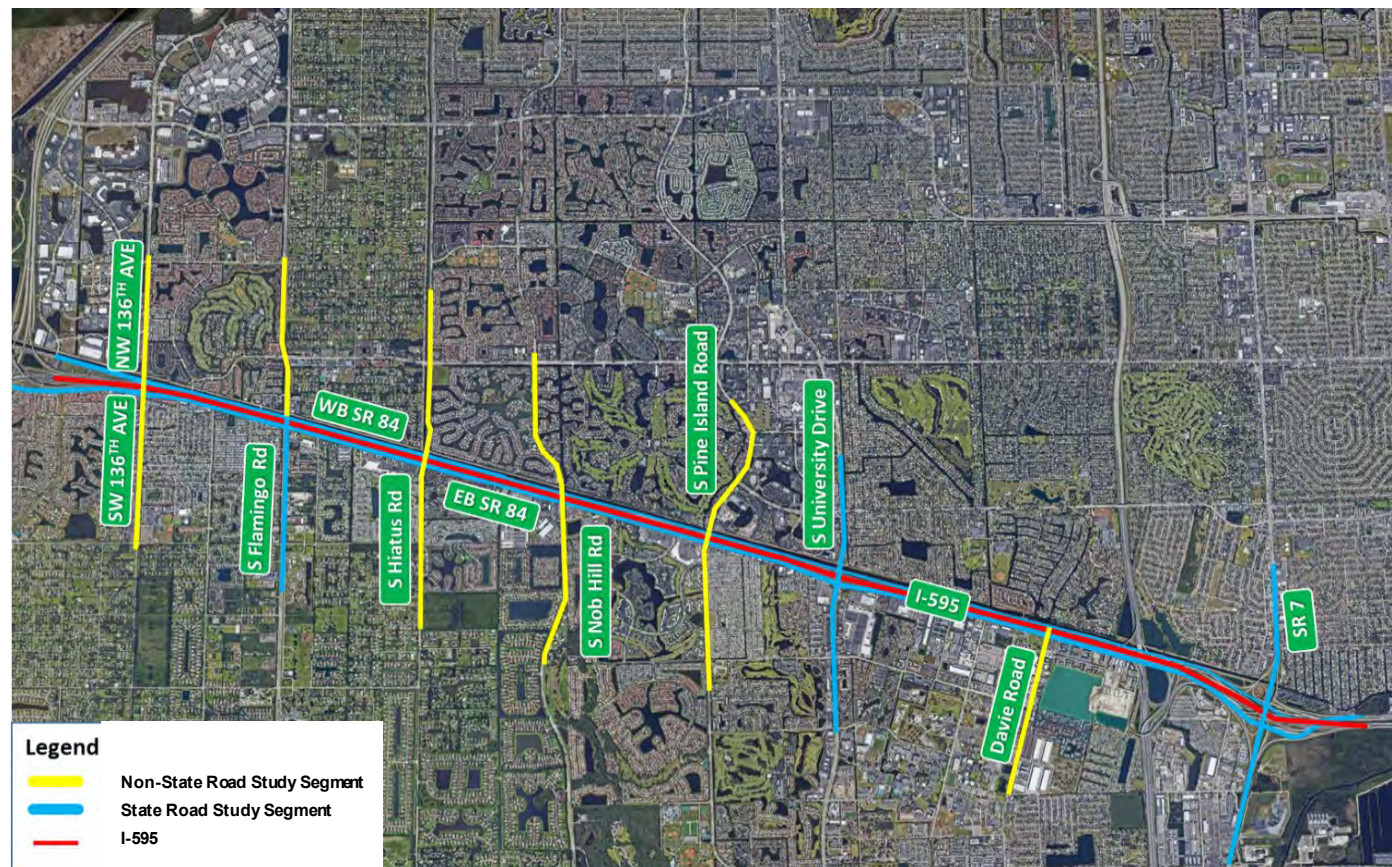 NW 136TH AVE
SW 136TH AVE
S Flamingo Rd
WB SR 84
S Hiatus Rd
EB SR 84
S Nob Hill Rd
S Pine Island Road
S University Drive
I-595
Davie Road
SR 7
Legend
Non-State Road Study Segment
State Road Study Segment
I-595